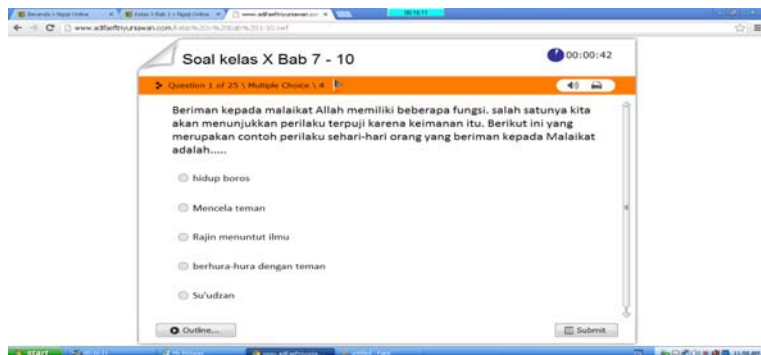 00:16:11
Soal kelas X Bab 7 - 10
00:00:42
Question 1 of 25 \ Multiple Choice \ 4
Beriman kepada malaikat Allah memiliki beberapa fungsi. salah satunya kita
akan menunjukkan perilaku terpuji karena keimanan itu. Berikut ini yang
merupakan contoh perilaku sehari-hari orang yang beriman kepada Malaikat
adalah.....
hidup boros
Mencela teman
Rajin menuntut ilmu
berhura-hura dengan teman
Su'udzan
Outline...
Submit
start